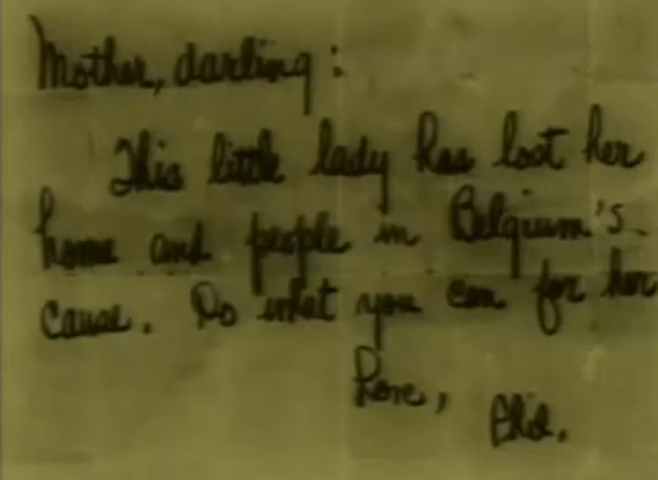 Mother, darling:
This little lady has lost her
home and people in Belgium's
cause. Do what you can for her
Love,
Phil.